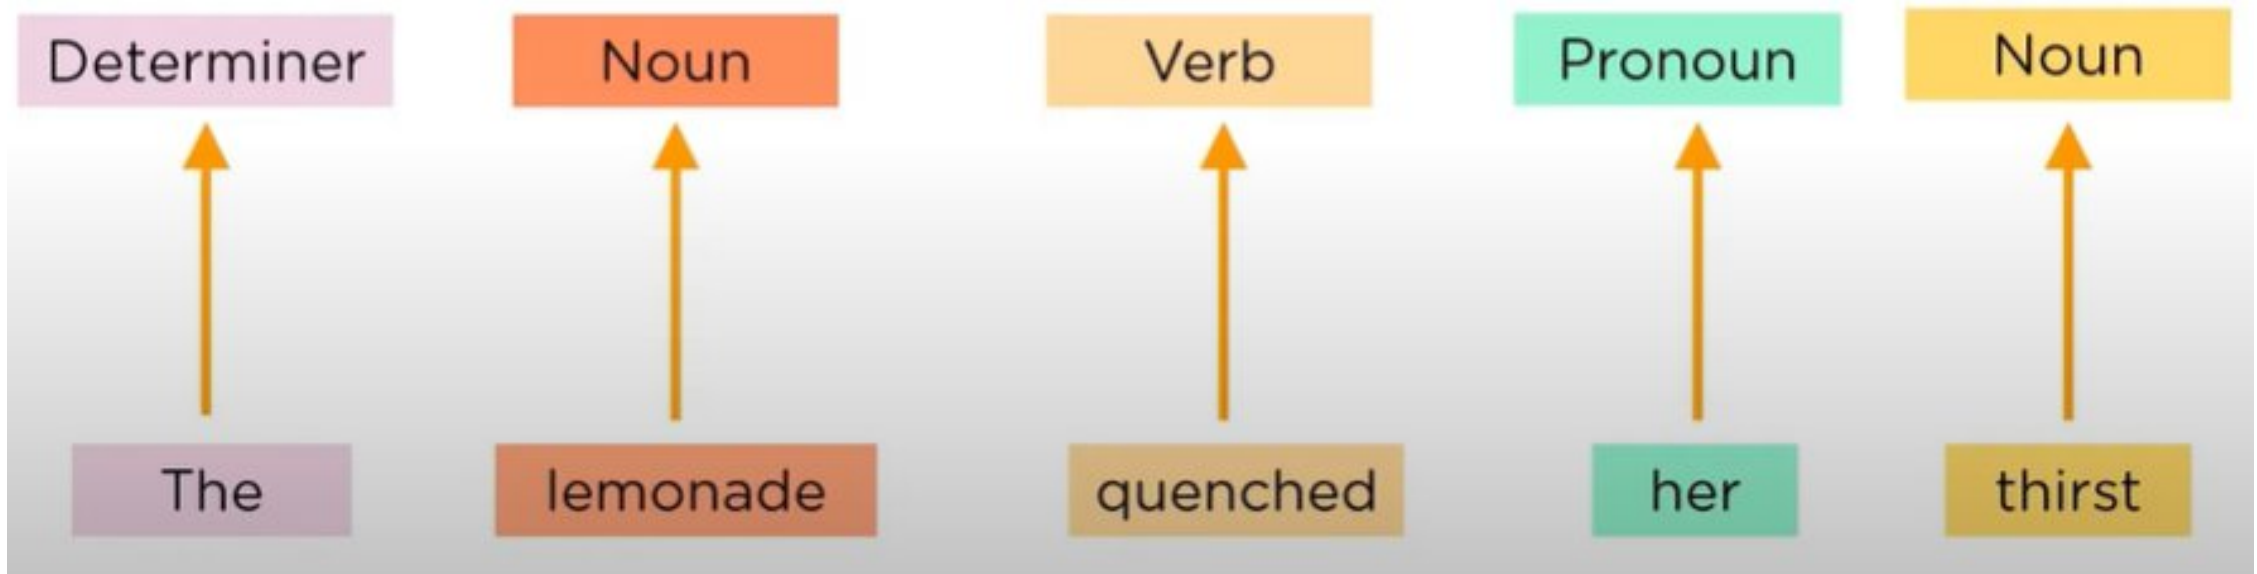 Determiner Noun Verb Pronoun Noun
The lemonade quenched her thirst